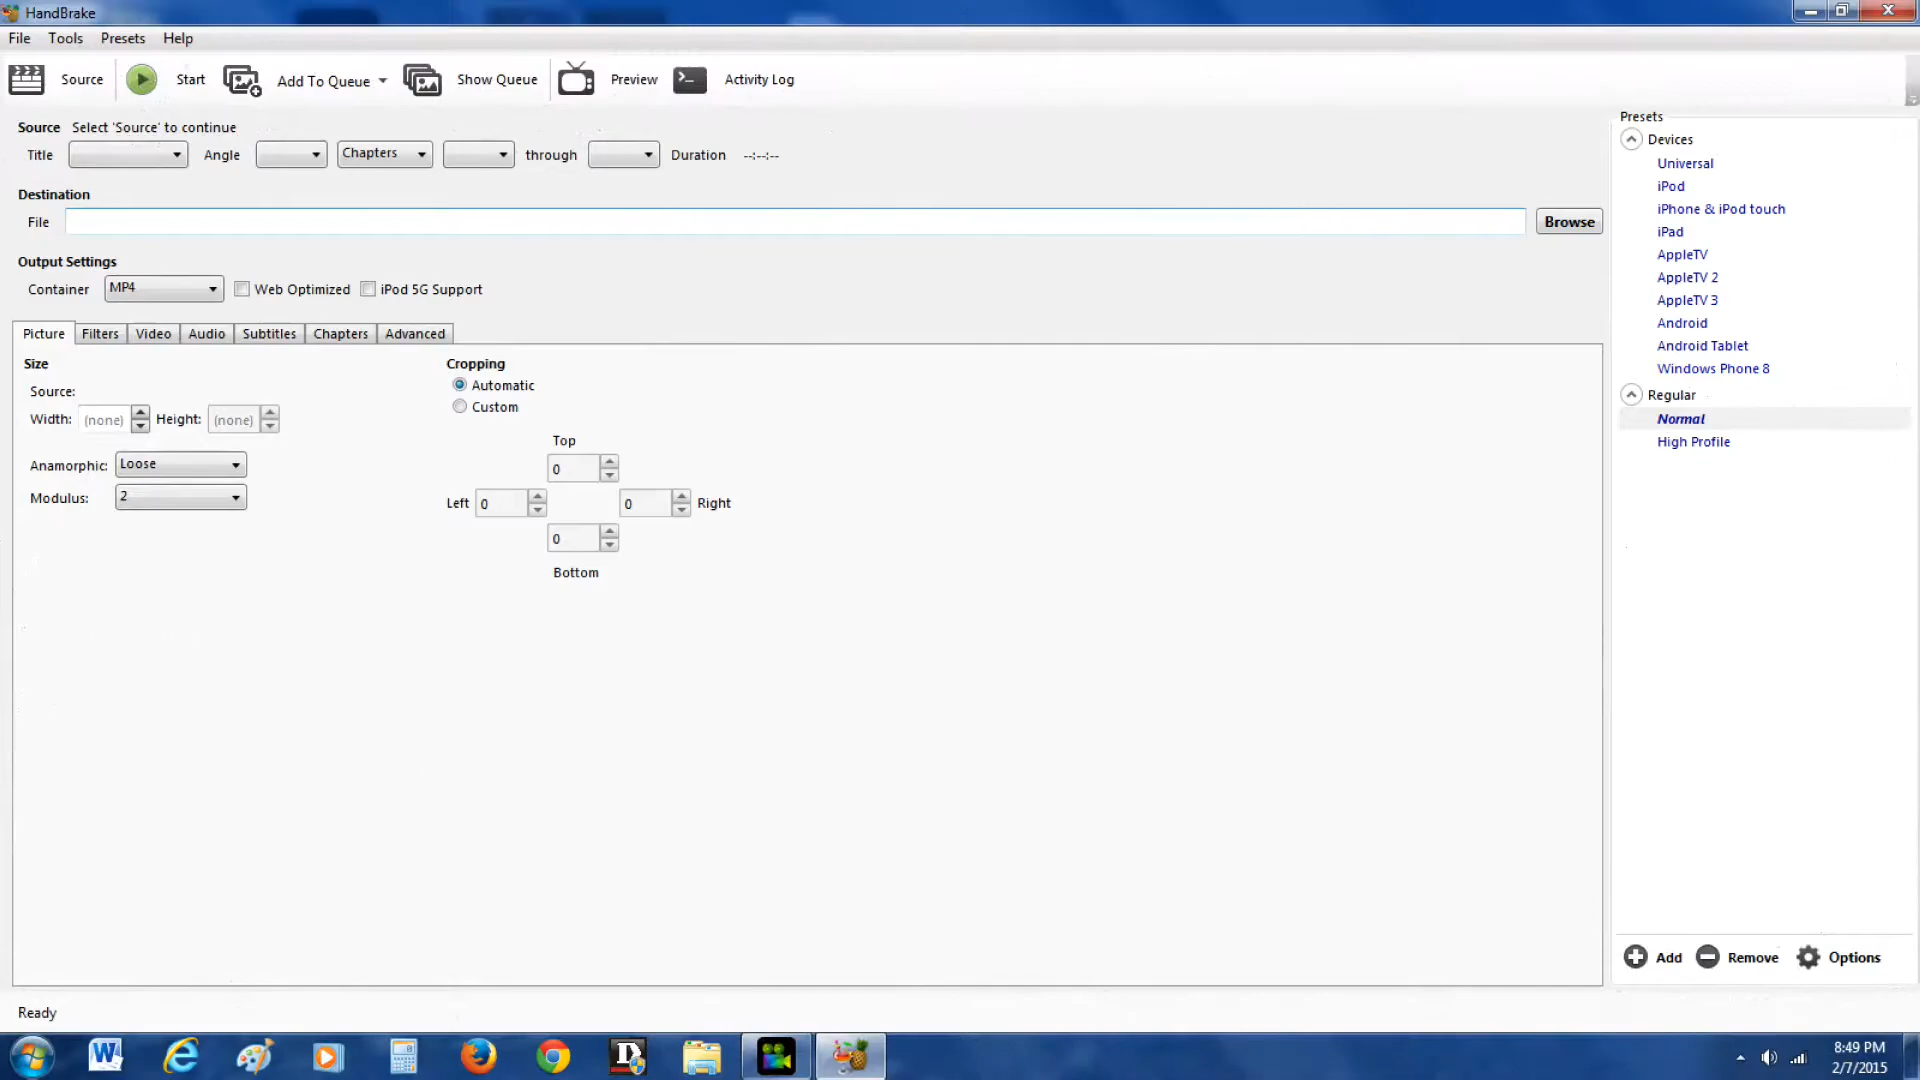 HandBrake
File Tools Presets Help
Source Start Add To Queue Show Queue Preview Activity Log
Source Select 'Source' to continue
Title Angle Chapters through Duration --:--:--
Destination
File Browse
Output Settings
Container MP4 Web Optimized iPod 5G Support
Picture Filters Video Audio Subtitles Chapters Advanced
Size
Source:
Width: (none) Height: (none)
Anamorphic: Loose
Modulus: 2
Cropping
Automatic
Custom
Top
0
Left 0 0 Right
0
Bottom
Presets
Devices
Universal
iPod
iPhone & iPod touch
iPad
AppleTV
AppleTV 2
AppleTV 3
Android
Android Tablet
Windows Phone 8
Regular
Normal
High Profile
Add Remove Options
Ready
8:49 PM
2/7/2015